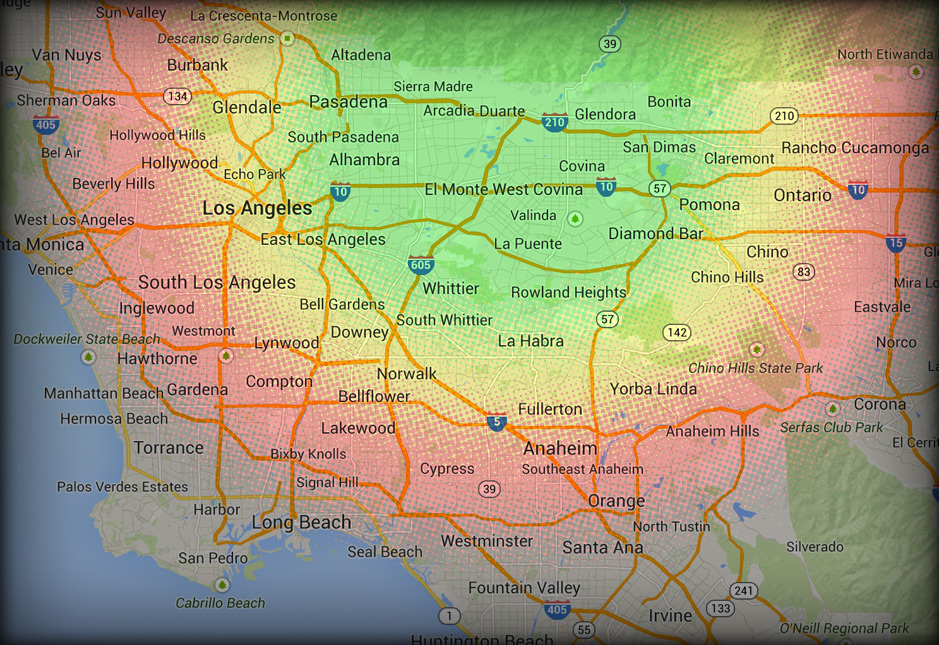 Sun Valley
La Crescenta-Montrose
Descanso Gardens
39
Van Nuys
Altadena
North Etiwanda
Burbank
ley
Sierra Madre
Sherman Oaks
134
Glendale
Pasadena
Arcadia Duarte
Bonita
Glendora
210
210
405
Hollywood Hills
South Pasadena
Bel Air
San Dimas
Rancho Cucamonga
Hollywood
Alhambra
Claremont
Echo Park
Covina
Beverly Hills
10
El Monte West Covina
10
57
Ontario
10
Los Angeles
Pomona
West Los Angeles
Valinda
nta Monica
East Los Angeles
La Puente
Diamond Bar
15
Chino
Venice
605
Chino Hills
83
South Los Angeles
Whittier
Rowland Heights
Mira Lo
Inglewood
Bell Gardens
Eastvale
South Whittier
57
Westmont
Downey
142
Dockweiler State Beach
Lynwood
La Habra
Norco
Hawthorne
Chino Hills State Park
Norwalk
Compton
Manhattan Beach
Gardena
Yorba Linda
Bellflower
Corona
Fullerton
Hermosa Beach
5
Lakewood
Anaheim Hills
Serfas Club Park
Torrance
Anaheim
El Cerrit
Bixby Knolls
Cypress
Southeast Anaheim
Signal Hill
Palos Verdes Estates
39
Orange
Harbor
Long Beach
North Tustin
Westminster
Santa Ana
Silverado
Seal Beach
San Pedro
Fountain Valley
241
Cabrillo Beach
405
133
1
Irvine
55
O'Neill Regional Park
Huntington Beach